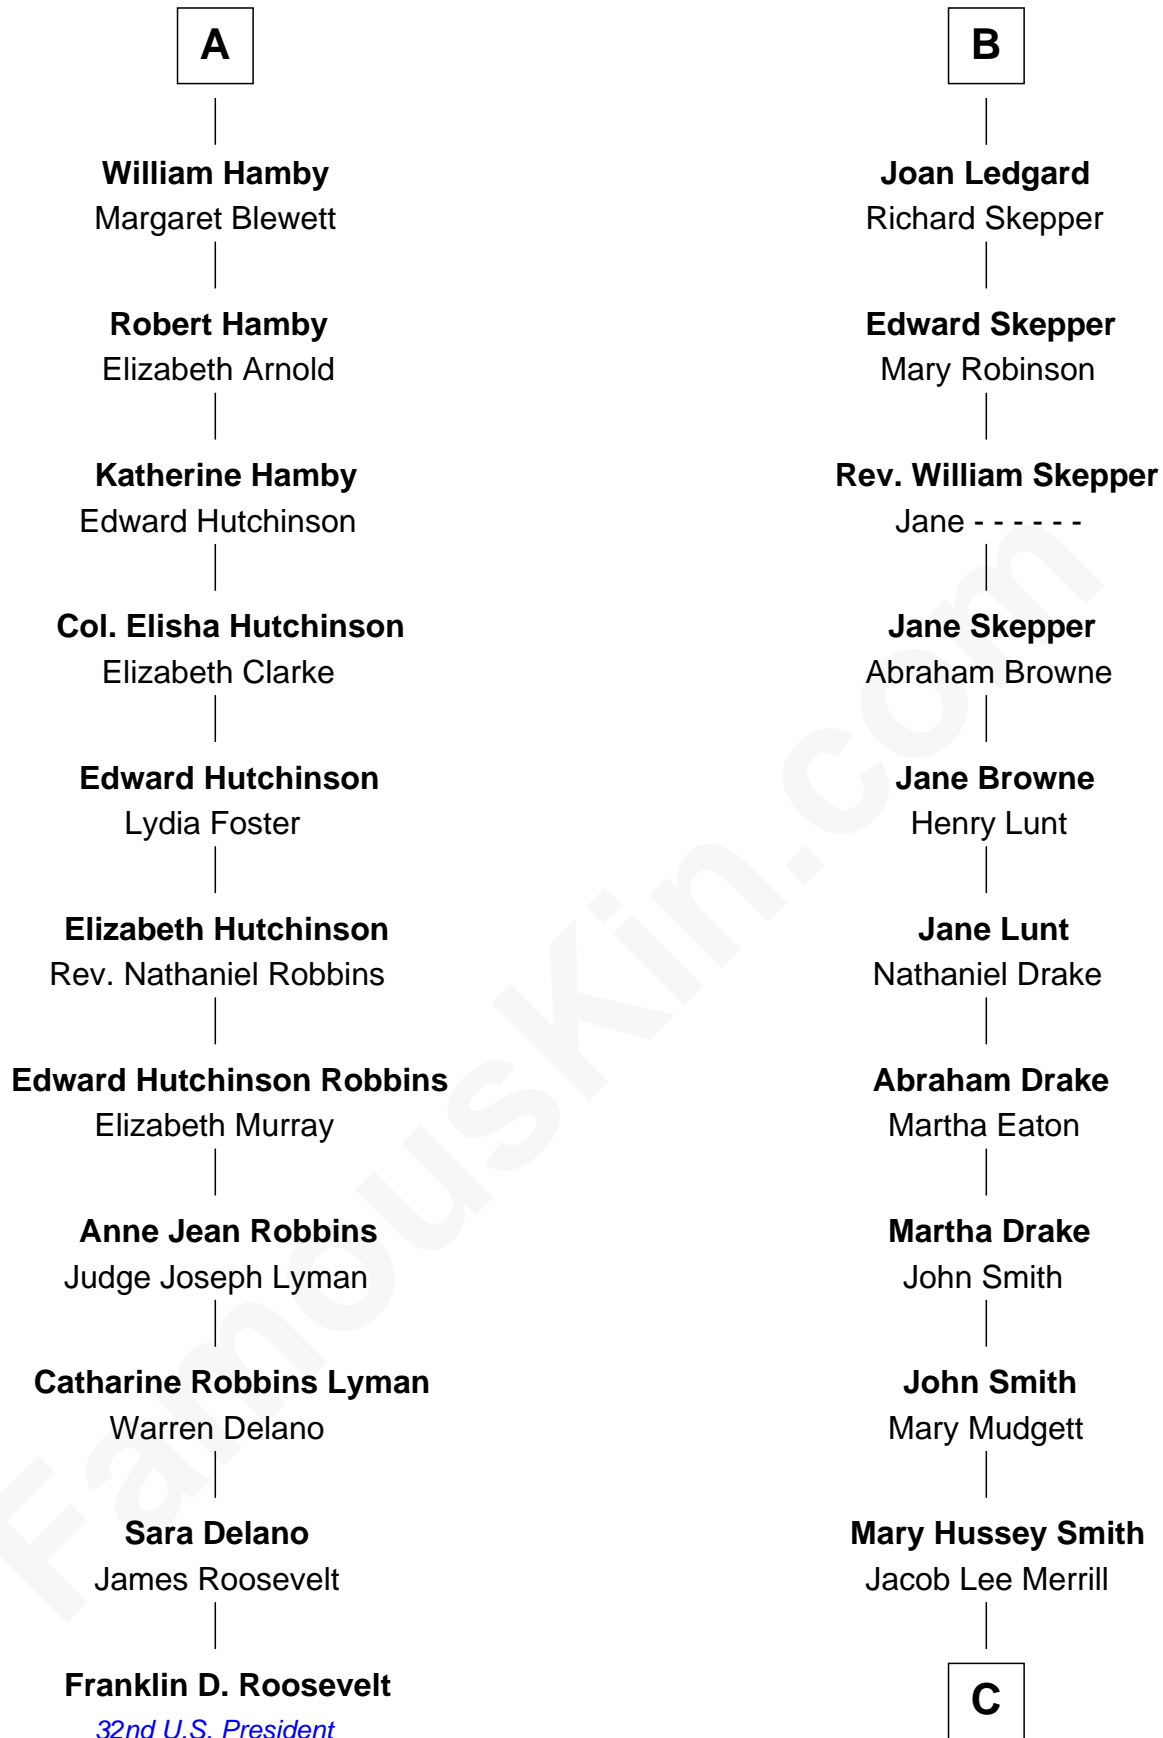 A
William Hamby
Margaret Blewett
Robert Hamby
Elizabeth Arnold
Katherine Hamby
Edward Hutchinson
Col. Elisha Hutchinson
Elizabeth Clarke
Edward Hutchinson
Lydia Foster
Elizabeth Hutchinson
Rev. Nathaniel Robbins
Edward Hutchinson Robbins
Elizabeth Murray
Anne Jean Robbins
Judge Joseph Lyman
Catharine Robbins Lyman
Warren Delano
Sara Delano
James Roosevelt
Franklin D. Roosevelt
32nd U.S. President
B
Joan Ledgard
Richard Skepper
Edward Skepper
Mary Robinson
Rev. William Skepper
Jane - - - - - -
Jane Skepper
Abraham Browne
Jane Browne
Henry Lunt
Jane Lunt
Nathaniel Drake
Abraham Drake
Martha Eaton
Martha Drake
John Smith
John Smith
Mary Mudgett
Mary Hussey Smith
Jacob Lee Merrill
C
FamousKin.com